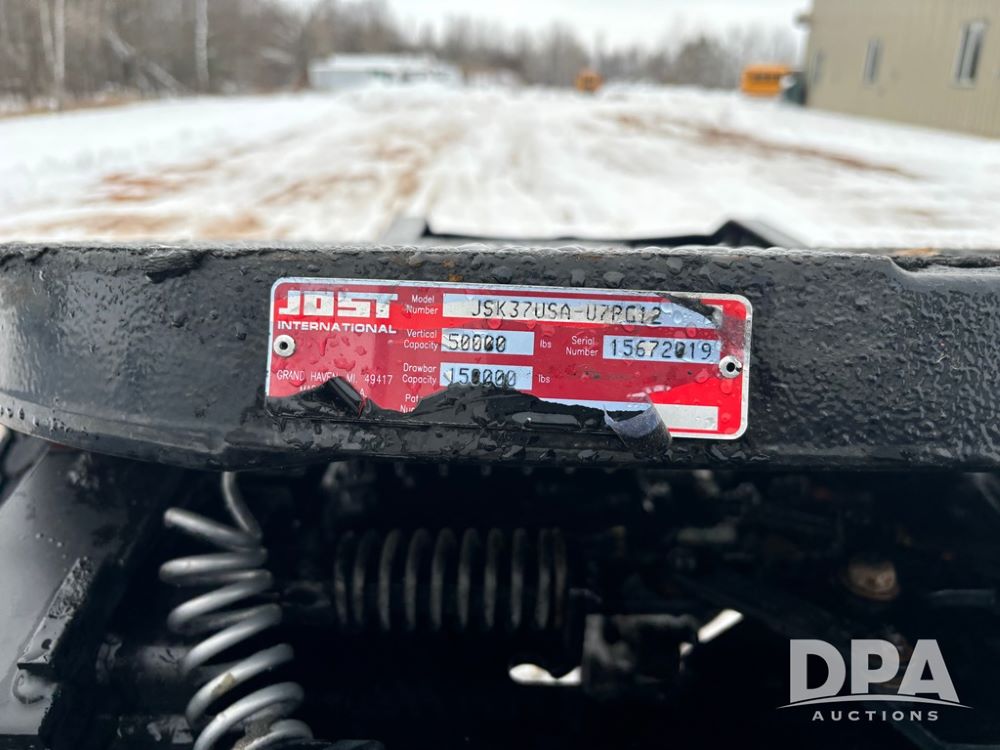 JOST
INTERNATIONAL
GRAND HAVEN, MI. 49417
Model Number JSK37USA-U7PG12
Vertical Capacity 50000 lbs
Serial Number 15672019
Drawbar Capacity 150000 lbs
DPA
AUCTIONS